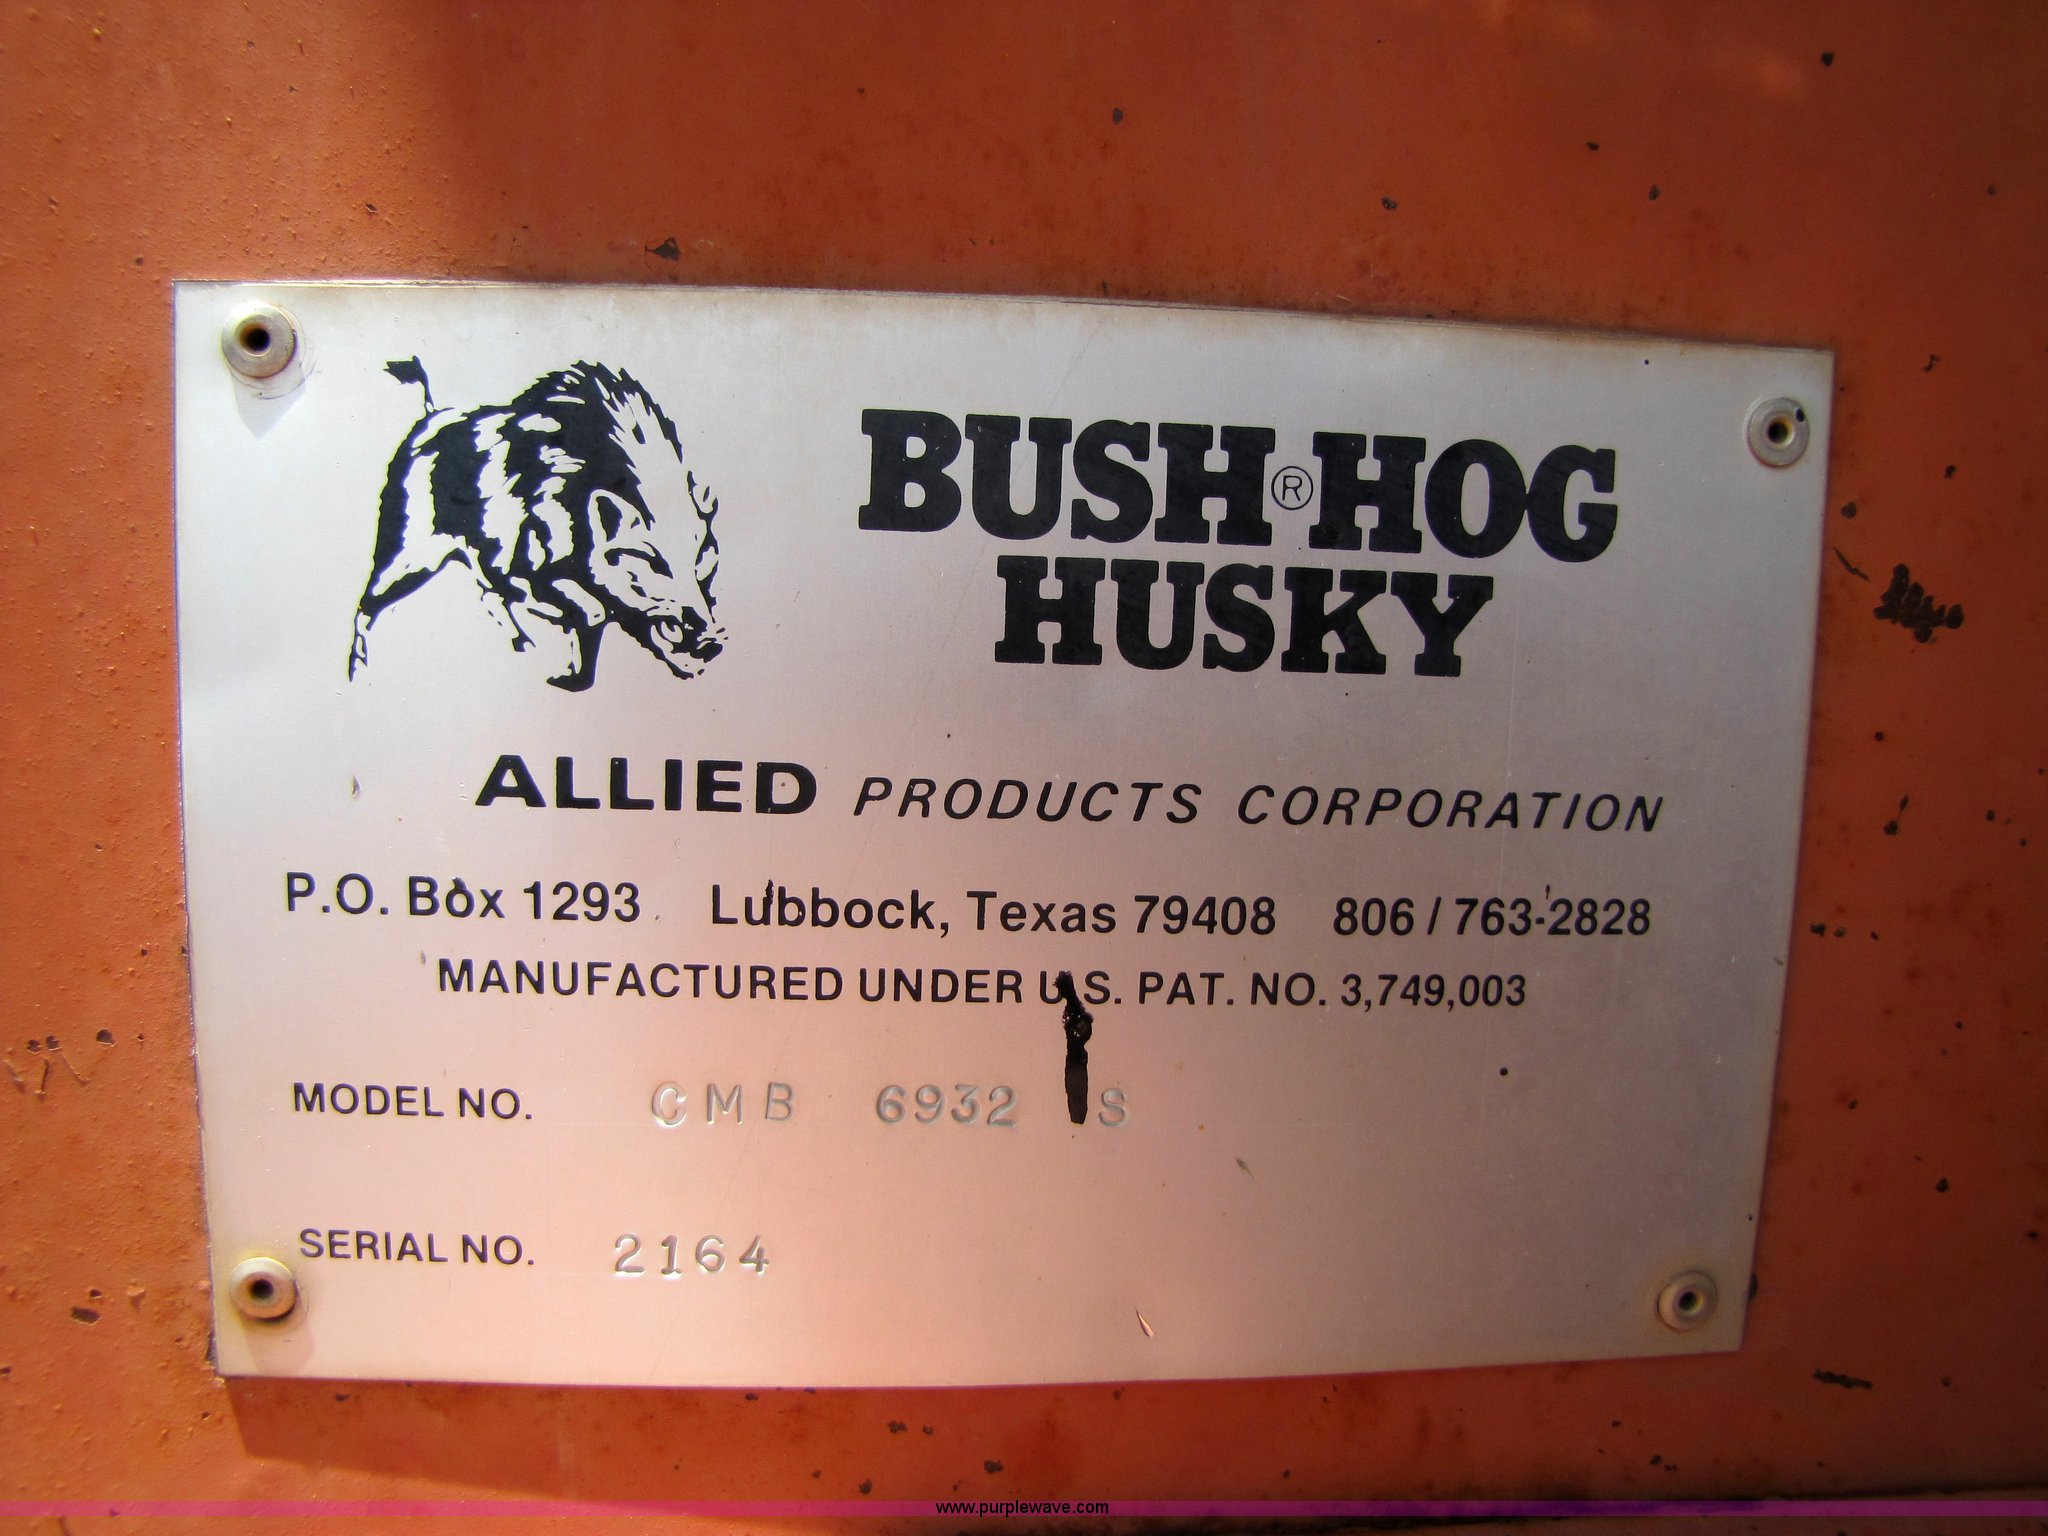 BUSH®HOG
HUSKY
ALLIED PRODUCTS CORPORATION
P.O. Box 1293 Lubbock, Texas 79408 806/763-2828
MANUFACTURED UNDER U.S. PAT. NO. 3,749,003
MODEL NO. CMB 6932 S
SERIAL NO. 2164
www.purplewave.com